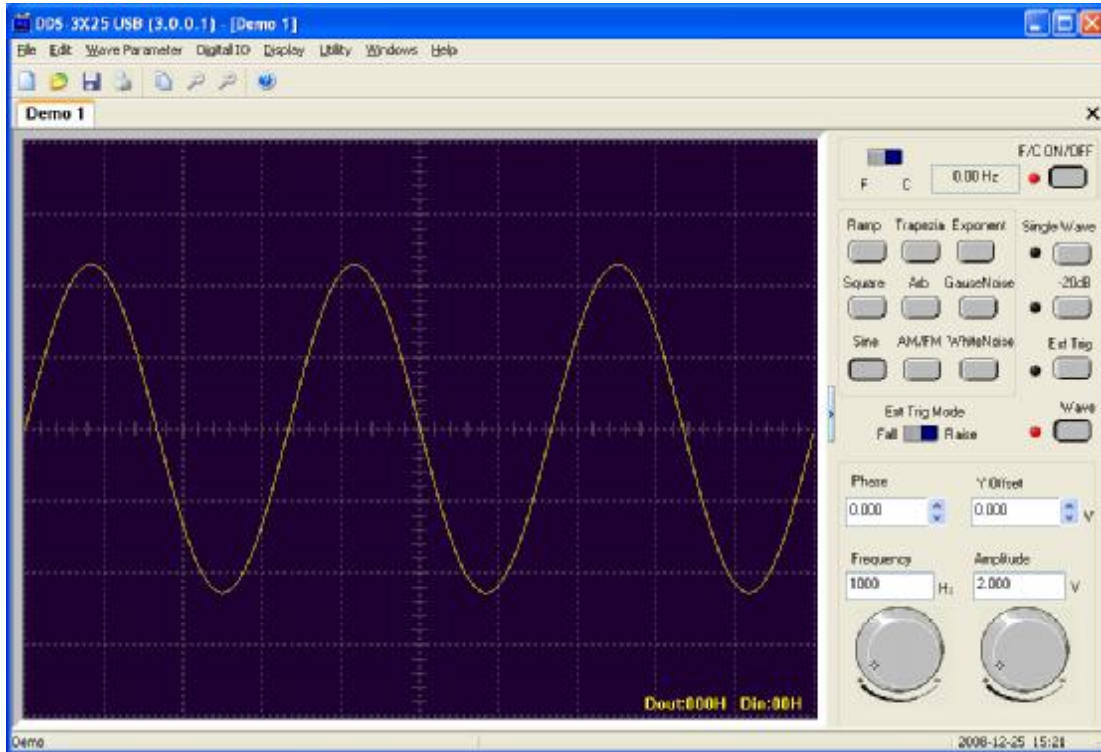 DDS-3X25 USB (3.0.0.1) - [Demo 1]
File Edit Wave Parameter Digital IO Display Utility Windows Help
Demo 1
F/C ON/OFF
F C 0.00 Hz
Ramp Trapezia Exponent Single Wave
Square Arb GauseNoise -20dB
Sine AM/FM WhiteNoise Ext Trig
Ext Trig Mode Wave
Fall Raise
Phase Y Offset
0.000 0.000 V
Frequency Amplitude
1000 Hz 2.000 V
Dout:000H Din:00H
Demo 2008-12-25 15:21